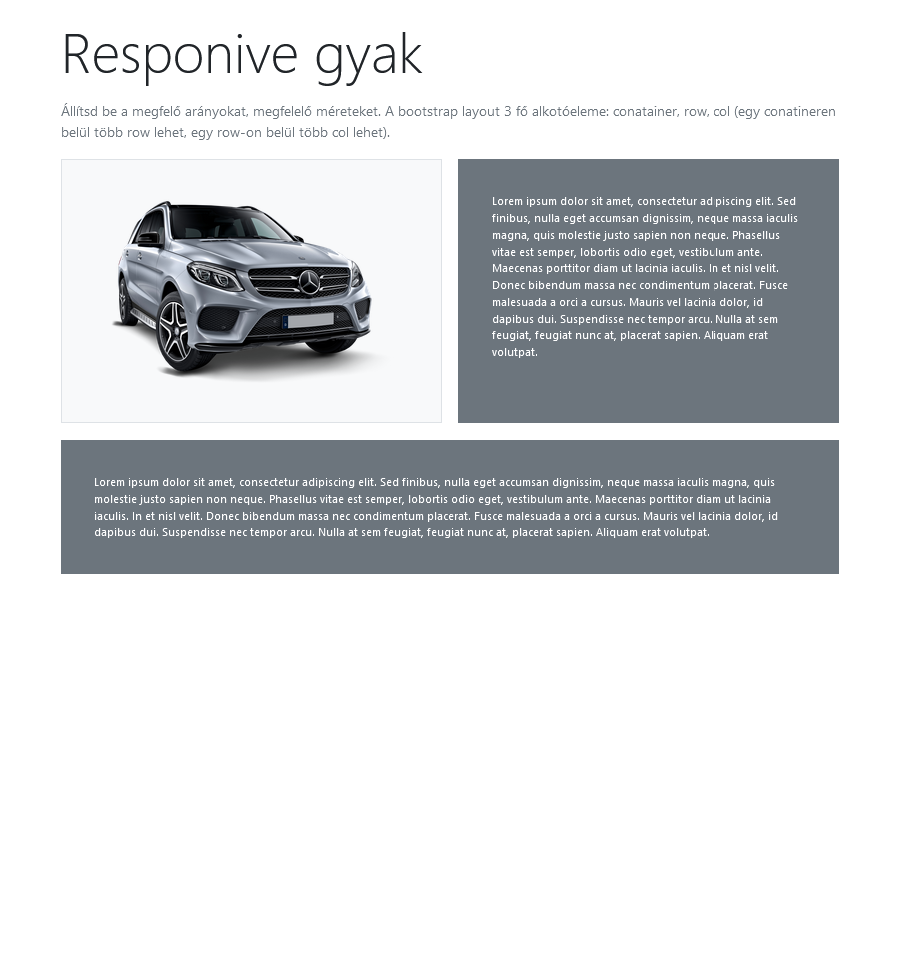 Responive gyak
Állítsd be a megfelő arányokat, megfelelő méreteket. A bootstrap layout 3 fő alkotóeleme: conatainer, row, col (egy conatineren
belül több row lehet, egy row-on belül több col lehet).
Lorem ipsum dolor sit amet, consectetur adipiscing elit. Sed
finibus, nulla eget accumsan dignissim, neque massa iaculis
magna, quis molestie justo sapien non neque. Phasellus
vitae est semper, lobortis odio eget, vestibulum ante.
Maecenas porttitor diam ut lacinia iaculis. In et nisl velit.
Donec bibendum massa nec condimentum placerat. Fusce
malesuada a orci a cursus. Mauris vel lacinia dolor, id
dapibus dui. Suspendisse nec tempor arcu. Nulla at sem
feugiat, feugiat nunc at, placerat sapien. Aliquam erat
volutpat.
Lorem ipsum dolor sit amet, consectetur adipiscing elit. Sed finibus, nulla eget accumsan dignissim, neque massa iaculis magna, quis
molestie justo sapien non neque. Phasellus vitae est semper, lobortis odio eget, vestibulum ante. Maecenas porttitor diam ut lacinia
iaculis. In et nisl velit. Donec bibendum massa nec condimentum placerat. Fusce malesuada a orci a cursus. Mauris vel lacinia dolor, id
dapibus dui. Suspendisse nec tempor arcu. Nulla at sem feugiat, feugiat nunc at, placerat sapien. Aliquam erat volutpat.